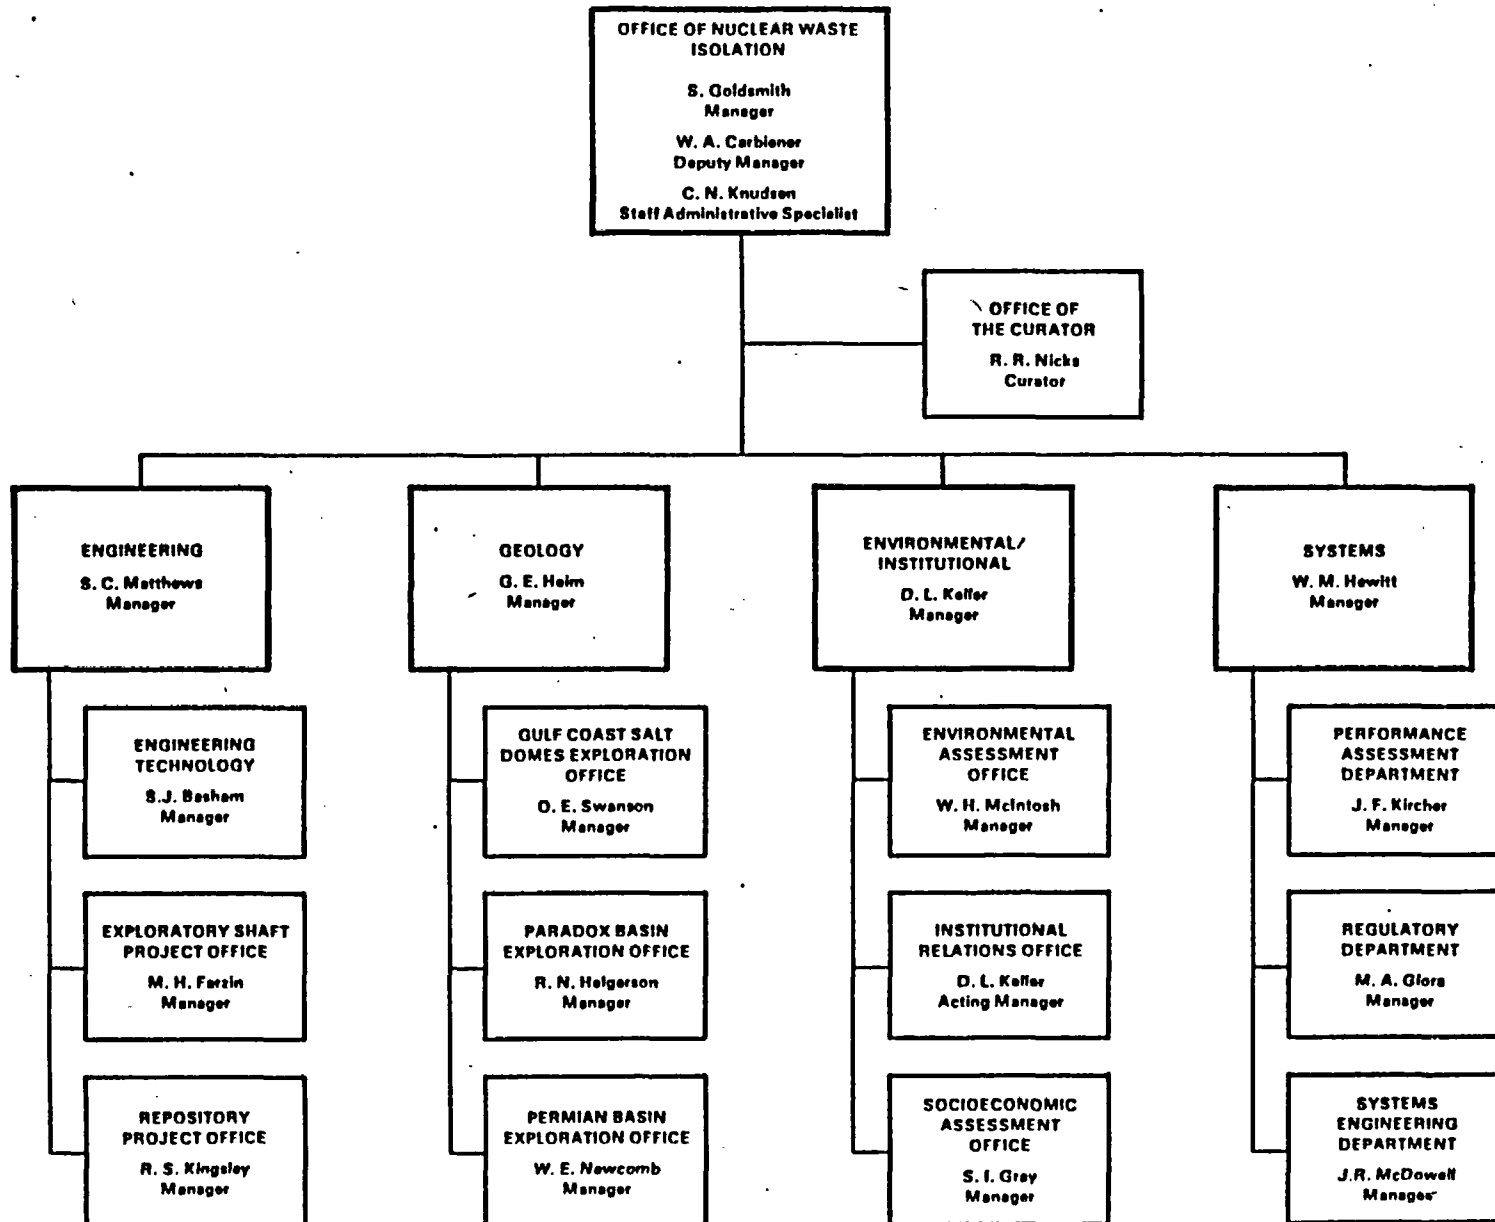 OFFICE OF NUCLEAR WASTE
ISOLATION
S. Goldsmith
Manager
W. A. Carbiener
Deputy Manager
C. N. Knudsen
Staff Administrative Specialist
OFFICE OF
THE CURATOR
R. R. Nicks
Curator
ENGINEERING
S. C. Matthews
Manager
GEOLOGY
G. E. Heim
Manager
ENVIRONMENTAL/
INSTITUTIONAL
D. L. Keller
Manager
SYSTEMS
W. M. Hewitt
Manager
ENGINEERING
TECHNOLOGY
S.J. Basham
Manager
GULF COAST SALT
DOMES EXPLORATION
OFFICE
O. E. Swanson
Manager
ENVIRONMENTAL
ASSESSMENT
OFFICE
W. H. McIntosh
Manager
PERFORMANCE
ASSESSMENT
DEPARTMENT
J. F. Kircher
Manager
EXPLORATORY SHAFT
PROJECT OFFICE
M. H. Farzin
Manager
PARADOX BASIN
EXPLORATION OFFICE
R. N. Helgerson
Manager
INSTITUTIONAL
RELATIONS OFFICE
D. L. Keller
Acting Manager
REGULATORY
DEPARTMENT
M. A. Glora
Manager
REPOSITORY
PROJECT OFFICE
R. S. Kingsley
Manager
PERMIAN BASIN
EXPLORATION OFFICE
W. E. Newcomb
Manager
SOCIOECONOMIC
ASSESSMENT
OFFICE
S. I. Gray
Manager
SYSTEMS
ENGINEERING
DEPARTMENT
J.R. McDowell
Manager